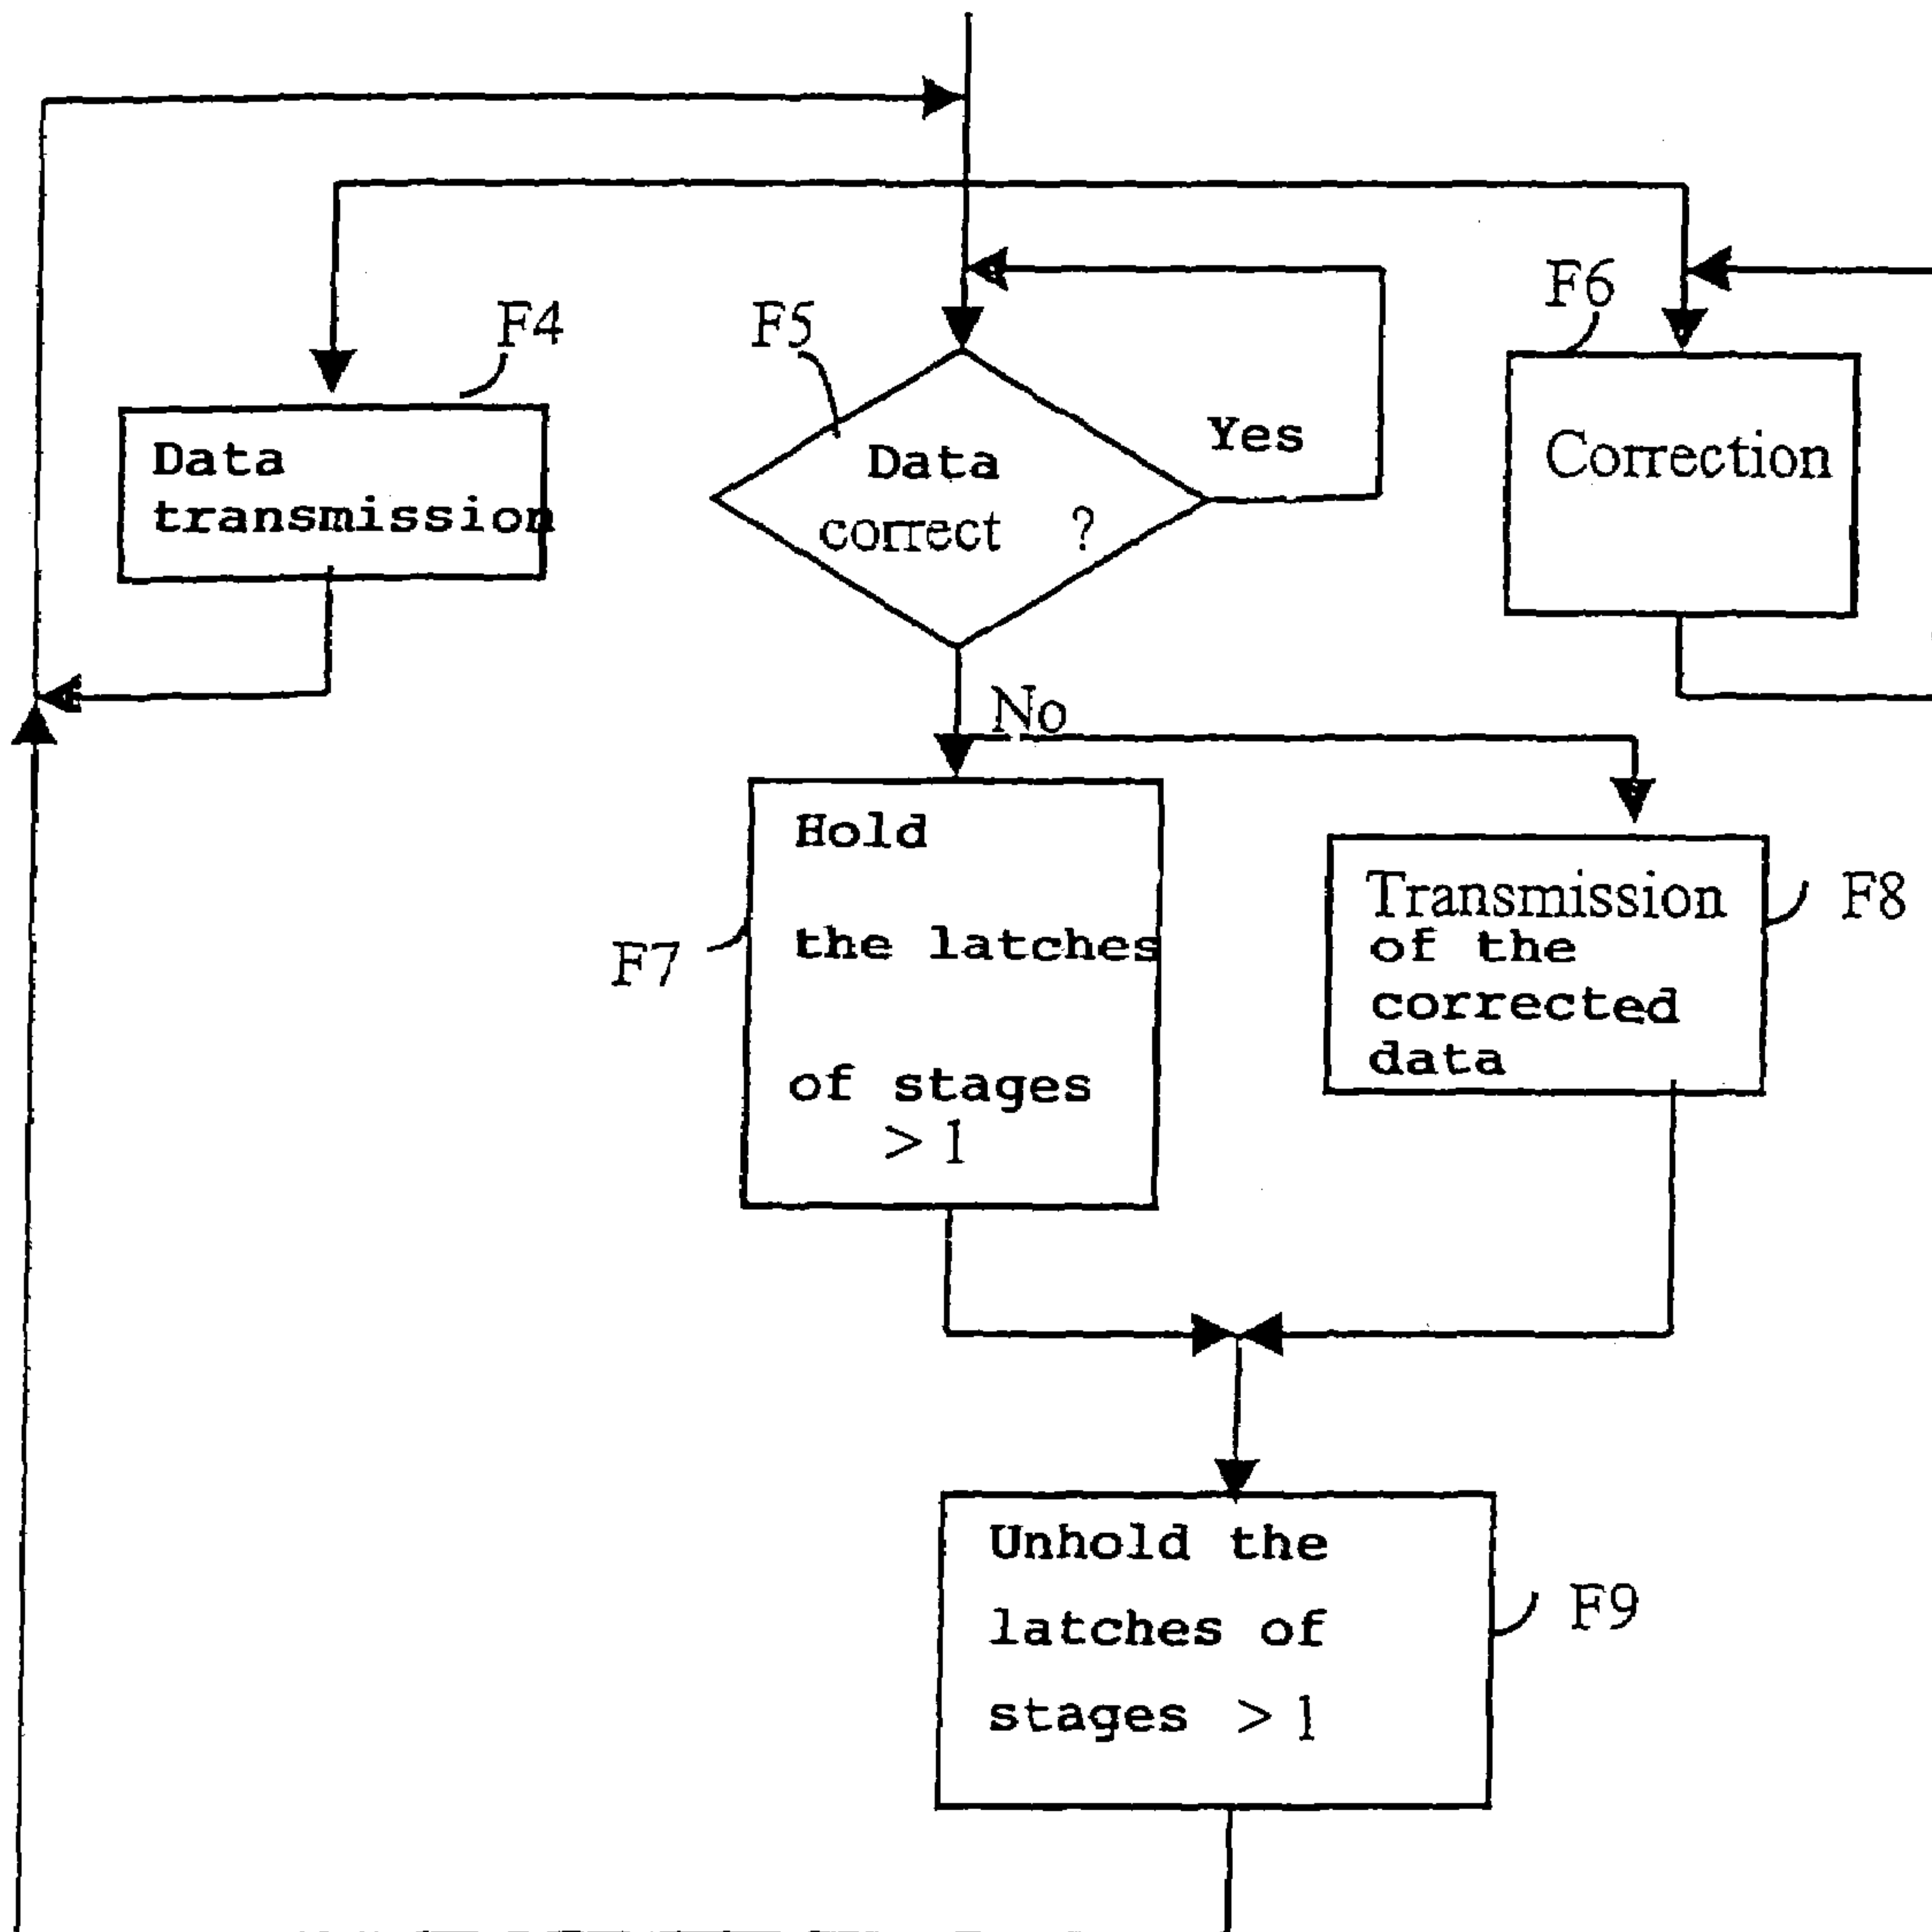 F4
Data
transmission
F5
Data
correct ?
Yes
No
F6
Correction
F7
Hold
the latches
of stages
> 1
Transmission
of the
corrected
data
F8
Unhold the
latches of
stages > 1
F9